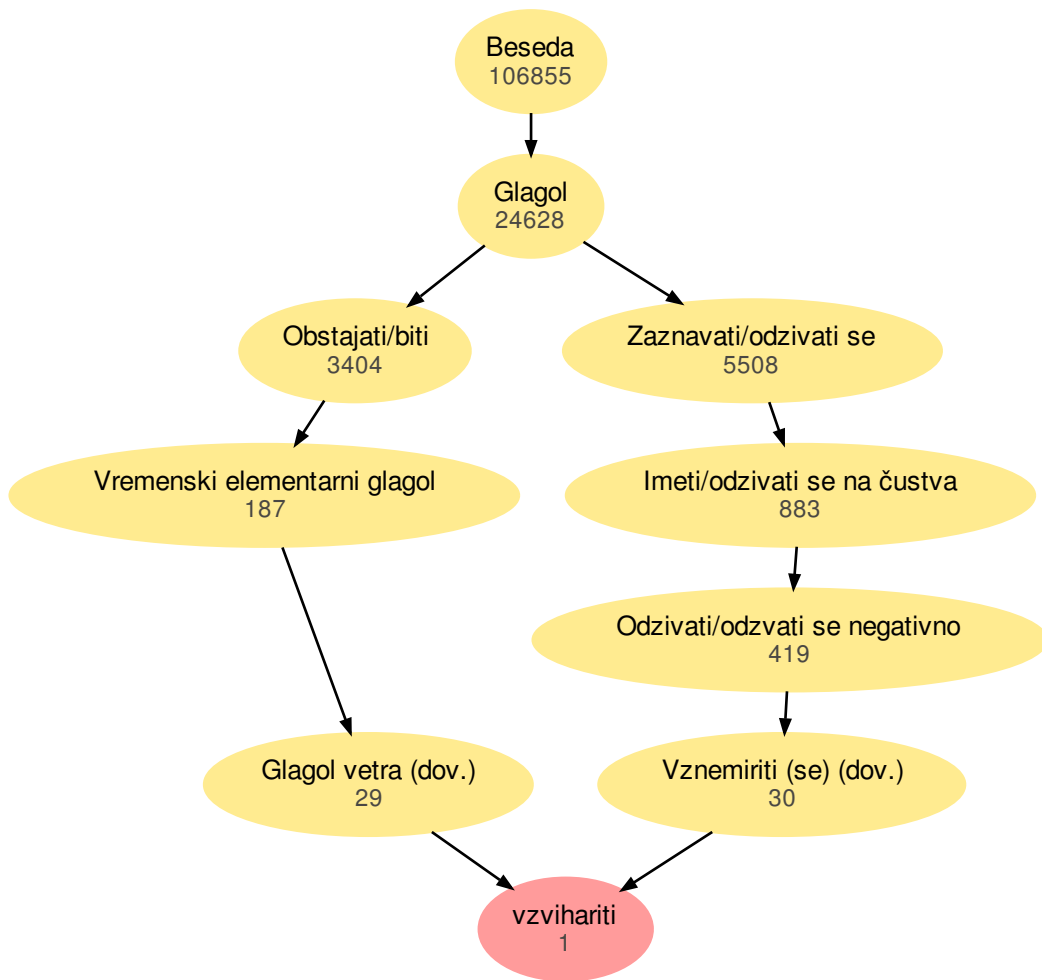 Beseda
106855
Glagol
24628
Obstajati/biti
3404
Zaznavati/odzivati se
5508
Vremenski elementarni glagol
187
Imeti/odzivati se na čustva
883
Odzivati/odzvati se negativno
419
Glagol vetra (dov.)
29
Vznemiriti (se) (dov.)
30
vzvihariti
1